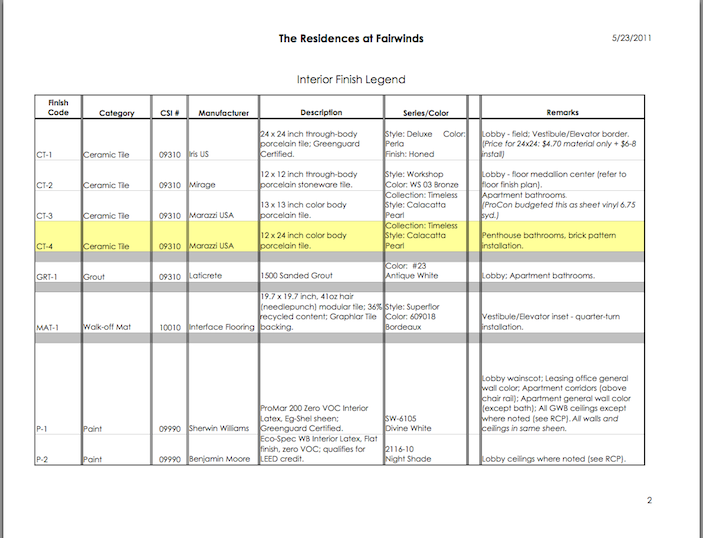 The Residences at Fairwinds
5/23/2011
Interior Finish Legend
Finish Code Category CSI # Manufacturer Description Series/Color Remarks
CT-1 Ceramic Tile 09310 Iris US 24 x 24 inch through-body porcelain tile; Greenguard Certified. Style: Deluxe Color: Perla Finish: Honed Lobby - field; Vestibule/Elevator border. (Price for 24x24: $4.70 material only + $6-8 install)
CT-2 Ceramic Tile 09310 Mirage 12 x 12 inch through-body porcelain stoneware tile. Style: Workshop Color: WS 03 Bronze Lobby - floor medallion center (refer to floor finish plan).
CT-3 Ceramic Tile 09310 Marazzi USA 13 x 13 inch color body porcelain tile. Collection: Timeless Style: Calacatta Pearl Apartment bathrooms. (ProCon budgeted this as sheet vinyl 6.75 syd.)
CT-4 Ceramic Tile 09310 Marazzi USA 12 x 24 inch color body porcelain tile. Collection: Timeless Style: Calacatta Pearl Penthouse bathrooms, brick pattern installation.
GRT-1 Grout 09310 Laticrete 1500 Sanded Grout Color: #23 Antique White Lobby; Apartment bathrooms.
MAT-1 Walk-off Mat 10010 Interface Flooring 19.7 x 19.7 inch, 41oz hair (needlepunch) modular tile; 36% recycled content; Graphlar Tile backing. Style: Superflor Color: 609018 Bordeaux Vestibule/Elevator inset - quarter-turn installation.
P-1 Paint 09990 Sherwin Williams ProMar 200 Zero VOC Interior Latex, Eg-Shel sheen; Greenguard Certified. SW-6105 Divine White Lobby wainscot; Leasing office general wall color; Apartment corridors (above chair rail); Apartment general wall color (except bath); All GWB ceilings except where noted (see RCP). All walls and ceilings in same sheen.
P-2 Paint 09990 Benjamin Moore Eco-Spec WB Interior Latex, Flat finish, zero VOC; qualifies for LEED credit. 2116-10 Night Shade Lobby ceilings where noted (see RCP).
2